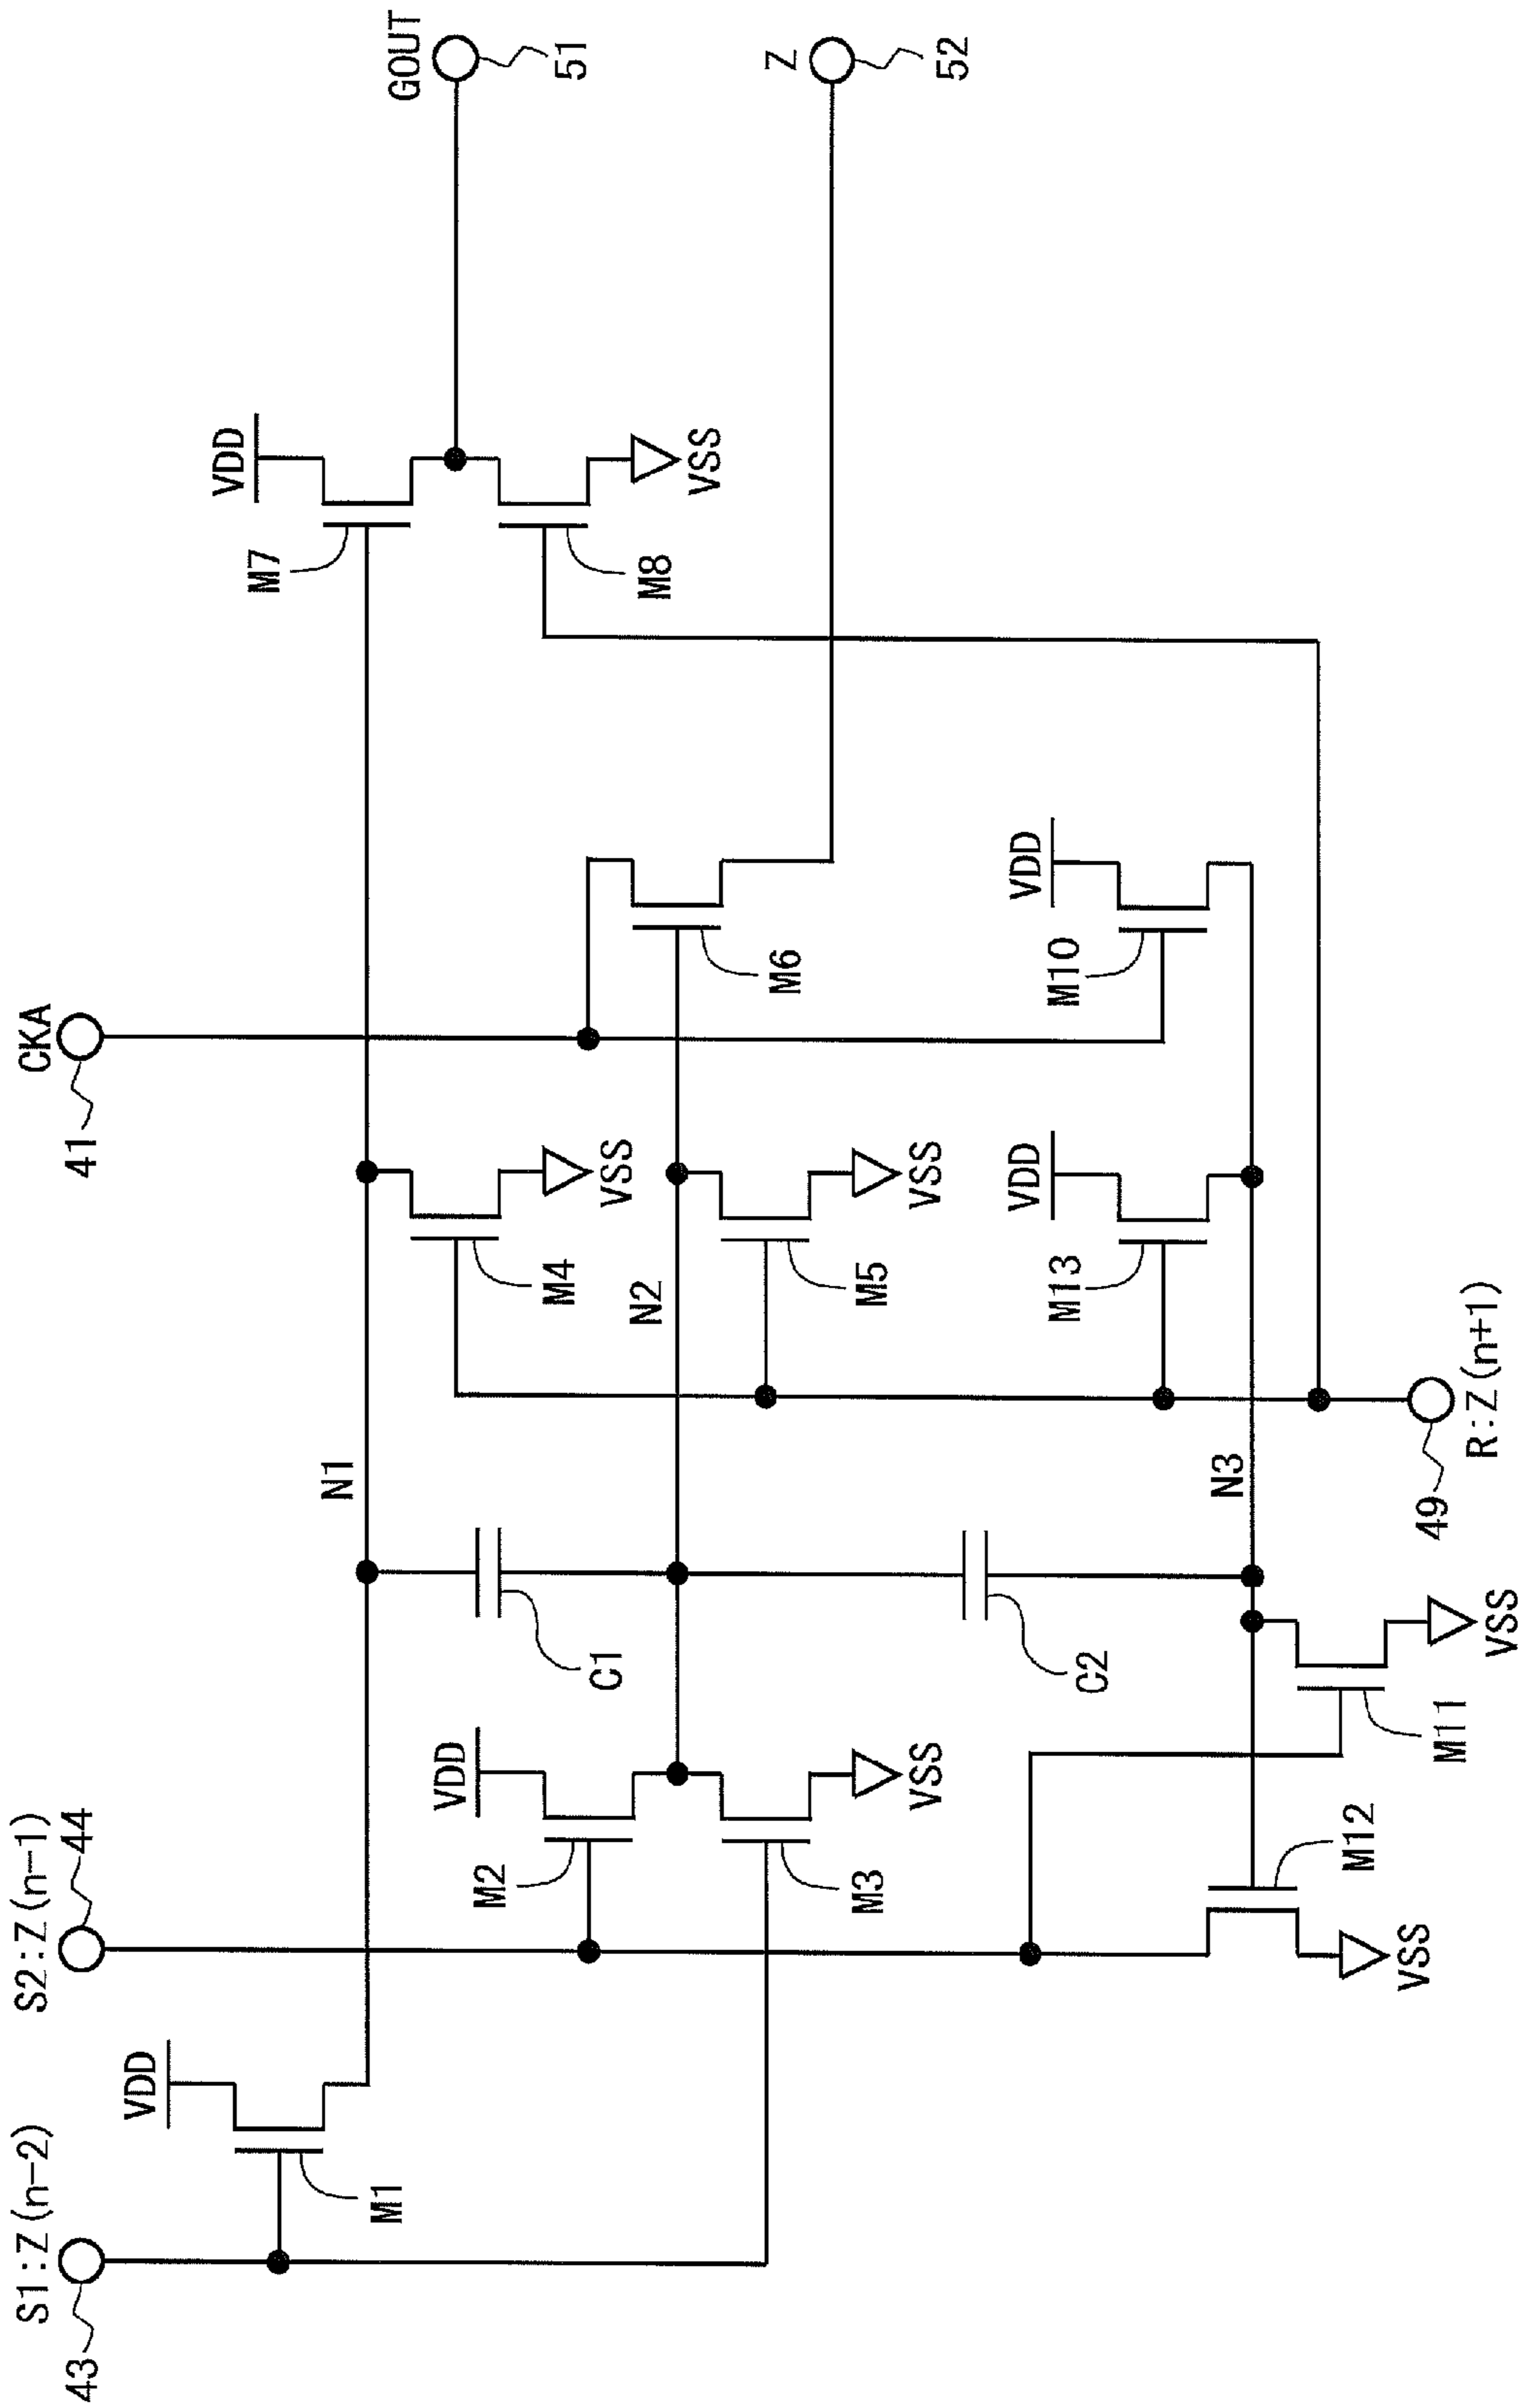 GOUT
51
Z
52
VDD
M7
VSS
M8
CKA
41
M6
VDD
M10
VSS
M4
VSS
M5
VDD
M13
N1
N2
N3
R:Z(n+1)
49
C1
C2
VDD
M2
VSS
M3
VSS
M11
VSS
M12
S2:Z(n-1)
44
VDD
M1
S1:Z(n-2)
43